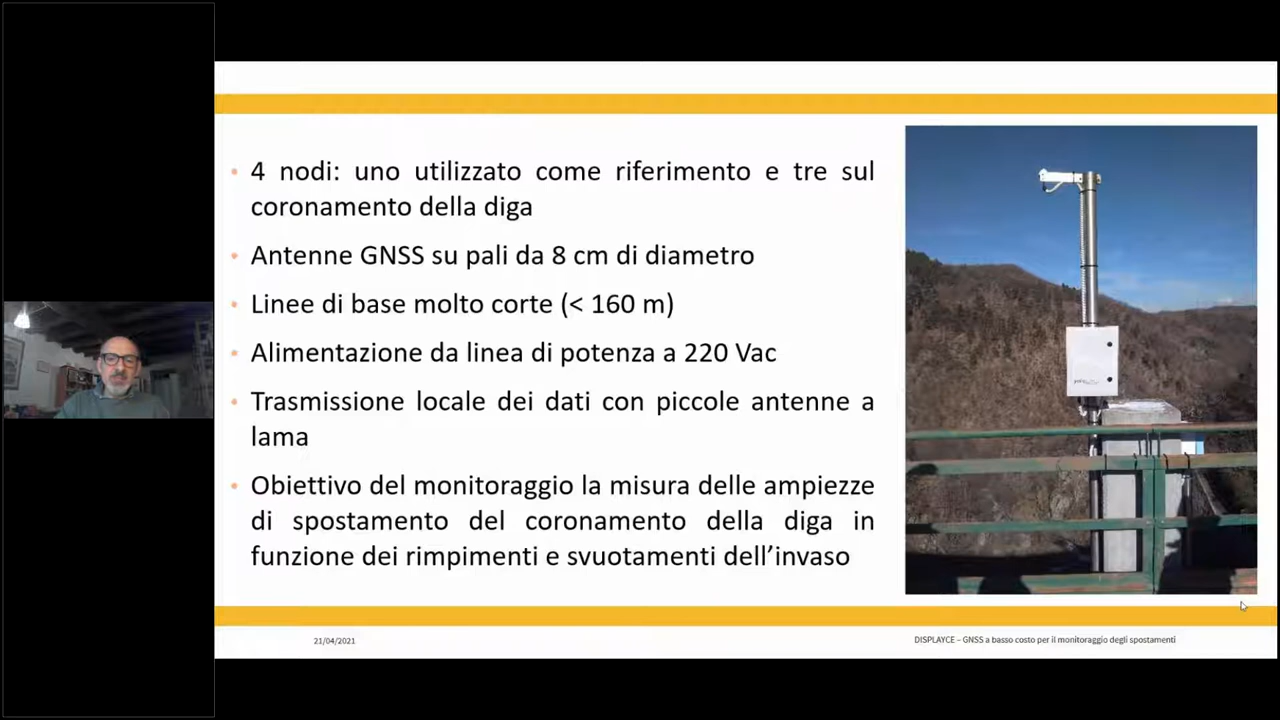 4 nodi: uno utilizzato come riferimento e tre sul
coronamento della diga
Antenne GNSS su pali da 8 cm di diametro
Linee di base molto corte (< 160 m)
Alimentazione da linea di potenza a 220 Vac
Trasmissione locale dei dati con piccole antenne a
lama
Obiettivo del monitoraggio la misura delle ampiezze
di spostamento del coronamento della diga in
funzione dei rimpimenti e svuotamenti dell'invaso
21/04/2021
DISPLAYCE – GNSS a basso costo per il monitoraggio degli spostamenti